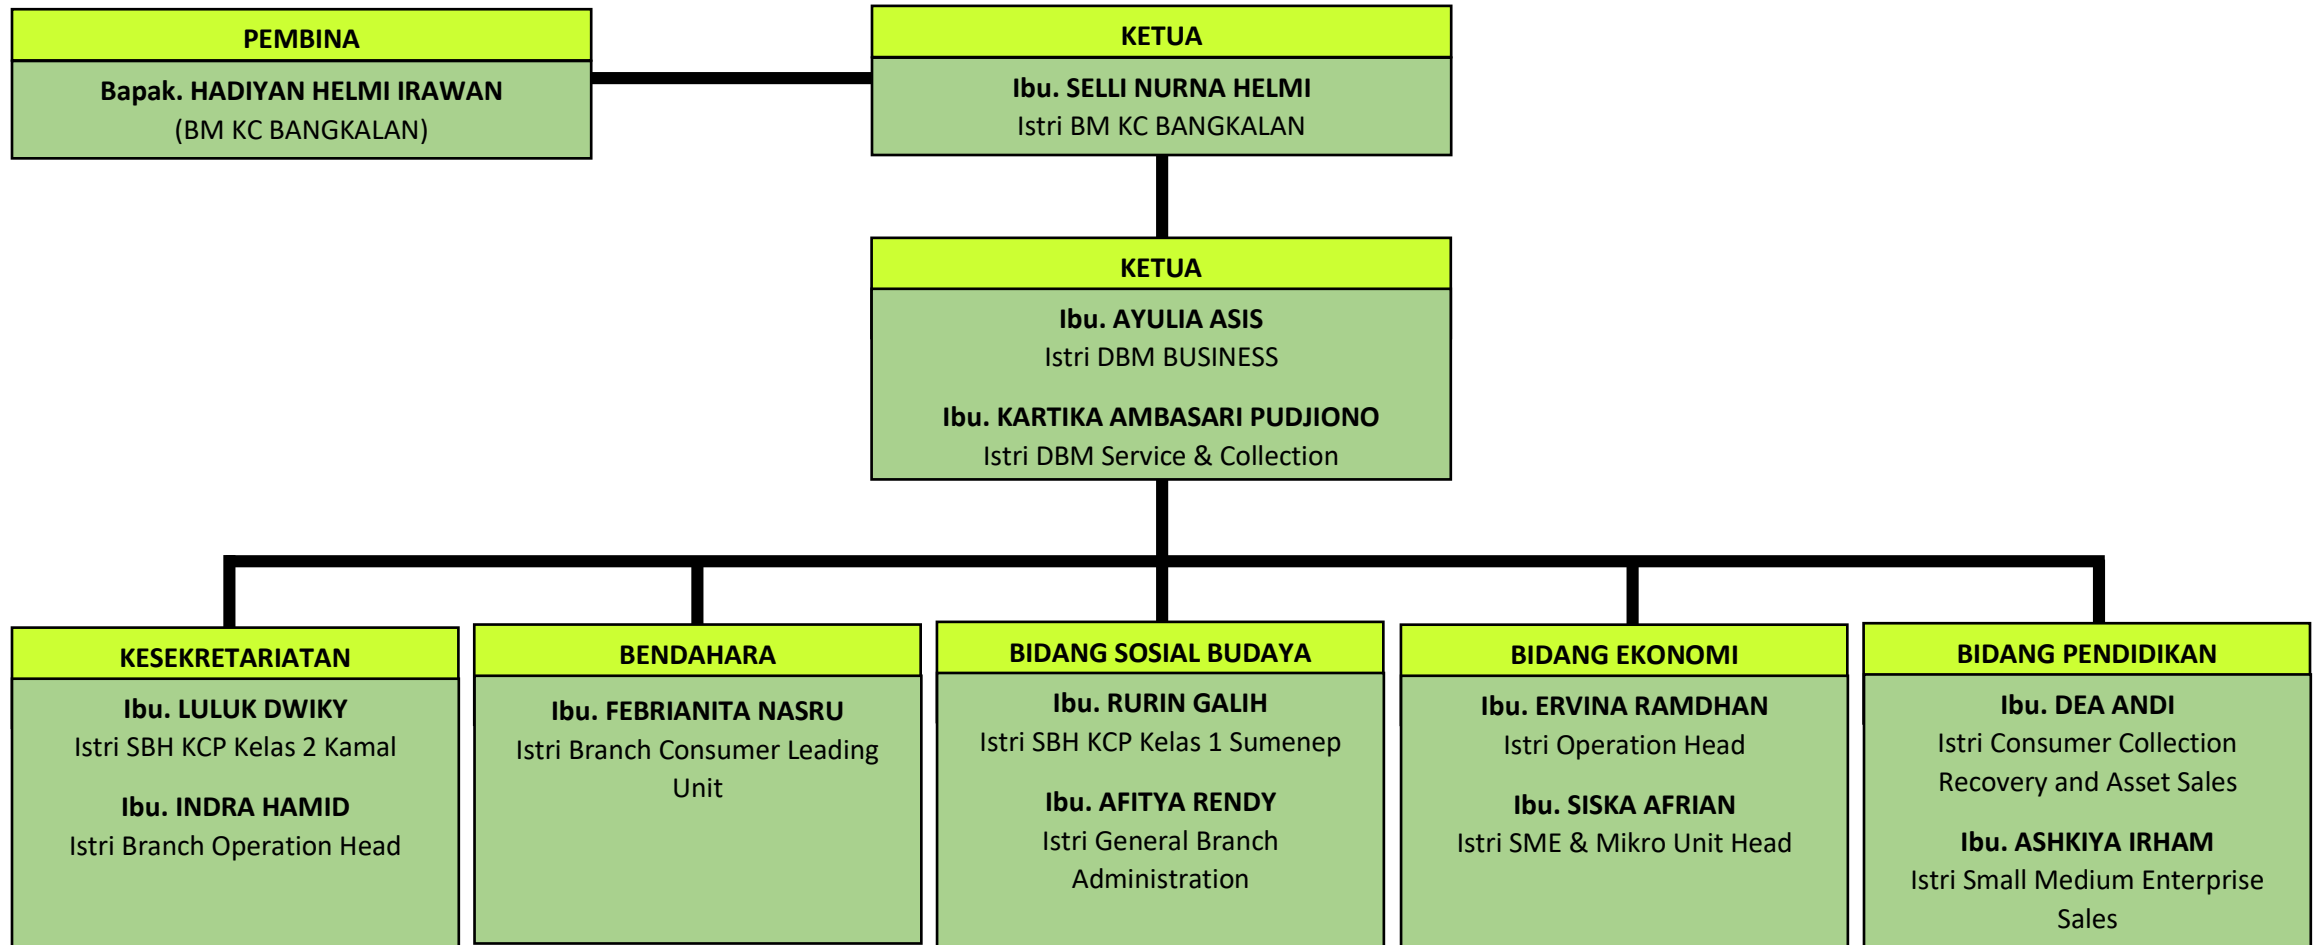 PEMBINA
Bapak. HADIYAN HELMI IRAWAN
(BM KC BANGKALAN)
KETUA
Ibu. SELLI NURNA HELMI
Istri BM KC BANGKALAN
KETUA
Ibu. AYULIA ASIS
Istri DBM BUSINESS
Ibu. KARTIKA AMBASARI PUDJIONO
Istri DBM Service & Collection
KESEKRETARIATAN
Ibu. LULUK DWIKY
Istri SBH KCP Kelas 2 Kamal
Ibu. INDRA HAMID
Istri Branch Operation Head
BENDAHARA
Ibu. FEBRIANITA NASRU
Istri Branch Consumer Leading
Unit
BIDANG SOSIAL BUDAYA
Ibu. RURIN GALIH
Istri SBH KCP Kelas 1 Sumenep
Ibu. AFITYA RENDY
Istri General Branch
Administration
BIDANG EKONOMI
Ibu. ERVINA RAMDHAN
Istri Operation Head
Ibu. SISKA AFRIAN
Istri SME & Mikro Unit Head
BIDANG PENDIDIKAN
Ibu. DEA ANDI
Istri Consumer Collection
Recovery and Asset Sales
Ibu. ASHKIYA IRHAM
Istri Small Medium Enterprise
Sales